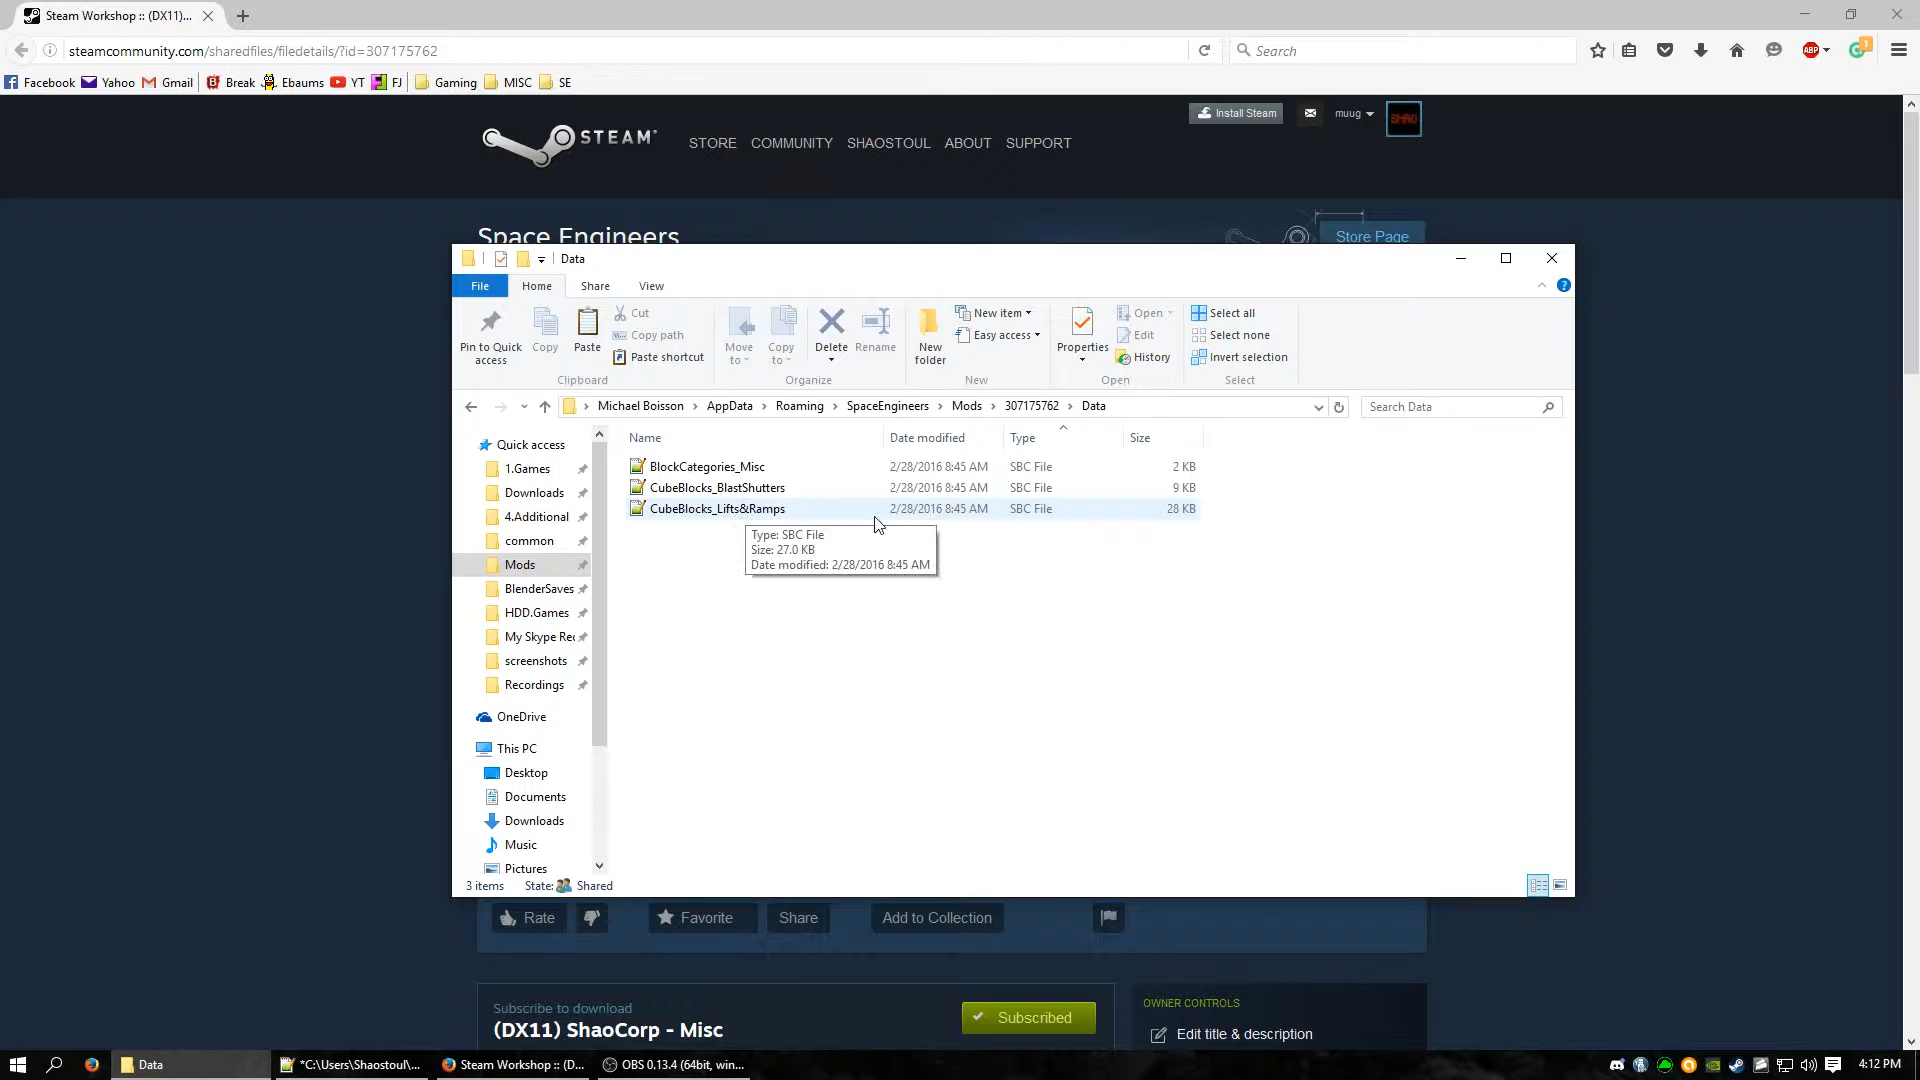 Steam Workshop :: (DX11)...
steamcommunity.com/sharedfiles/filedetails/?id=307175762
Search
ABP
1
Facebook Yahoo Gmail Break Ebaums YT FJ Gaming MISC SE
Install Steam
muug
SHAO
STEAM
STORE COMMUNITY SHAOSTOUL ABOUT SUPPORT
Space Engineers
Store Page
Data
File Home Share View
Pin to Quick access
Copy
Paste
Cut
Copy path
Paste shortcut
Clipboard
Move to
Copy to
Delete
Rename
Organize
New folder
New item
Easy access
New
Properties
Open
Edit
History
Open
Select all
Select none
Invert selection
Select
Michael Boisson > AppData > Roaming > SpaceEngineers > Mods > 307175762 > Data
Search Data
Name Date modified Type Size
BlockCategories_Misc 2/28/2016 8:45 AM SBC File 2 KB
CubeBlocks_BlastShutters 2/28/2016 8:45 AM SBC File 9 KB
CubeBlocks_Lifts&Ramps 2/28/2016 8:45 AM SBC File 28 KB
Type: SBC File
Size: 27.0 KB
Date modified: 2/28/2016 8:45 AM
Quick access
1.Games
Downloads
4.Additional
common
Mods
BlenderSaves
HDD.Games
My Skype Rec
screenshots
Recordings
OneDrive
This PC
Desktop
Documents
Downloads
Music
Pictures
3 items State: Shared
Rate
Favorite
Share
Add to Collection
Subscribe to download
(DX11) ShaoCorp - Misc
Subscribed
OWNER CONTROLS
Edit title & description
Data
*C:\Users\Shaostoul\...
Steam Workshop :: (D...
OBS 0.13.4 (64bit, win...
4:12 PM